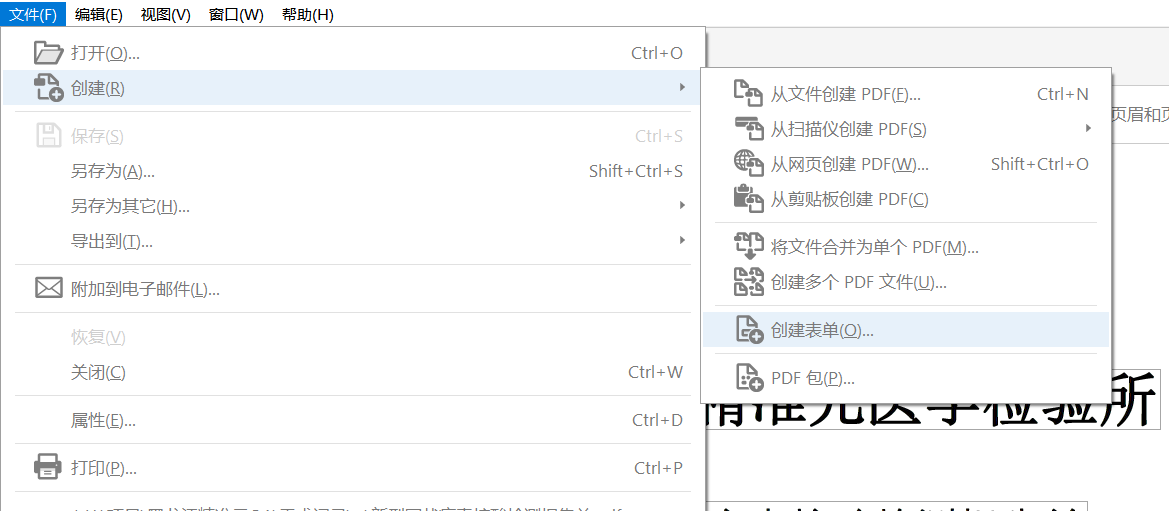 文件(F) 编辑(E) 视图(V) 窗口(W) 帮助(H)
打开(O)... Ctrl+O
创建(R)
保存(S) Ctrl+S
另存为(A)... Shift+Ctrl+S
另存为其它(H)...
导出到(T)...
附加到电子邮件(L)...
恢复(V)
关闭(C) Ctrl+W
属性(E)... Ctrl+D
打印(P)... Ctrl+P
从文件创建 PDF(F)... Ctrl+N
从扫描仪创建 PDF(S)
从网页创建 PDF(W)... Shift+Ctrl+O
从剪贴板创建 PDF(C)
将文件合并为单个 PDF(M)...
创建多个 PDF 文件(U)...
创建表单(O)...
PDF 包(P)...
页眉和页
精准元医学检验所